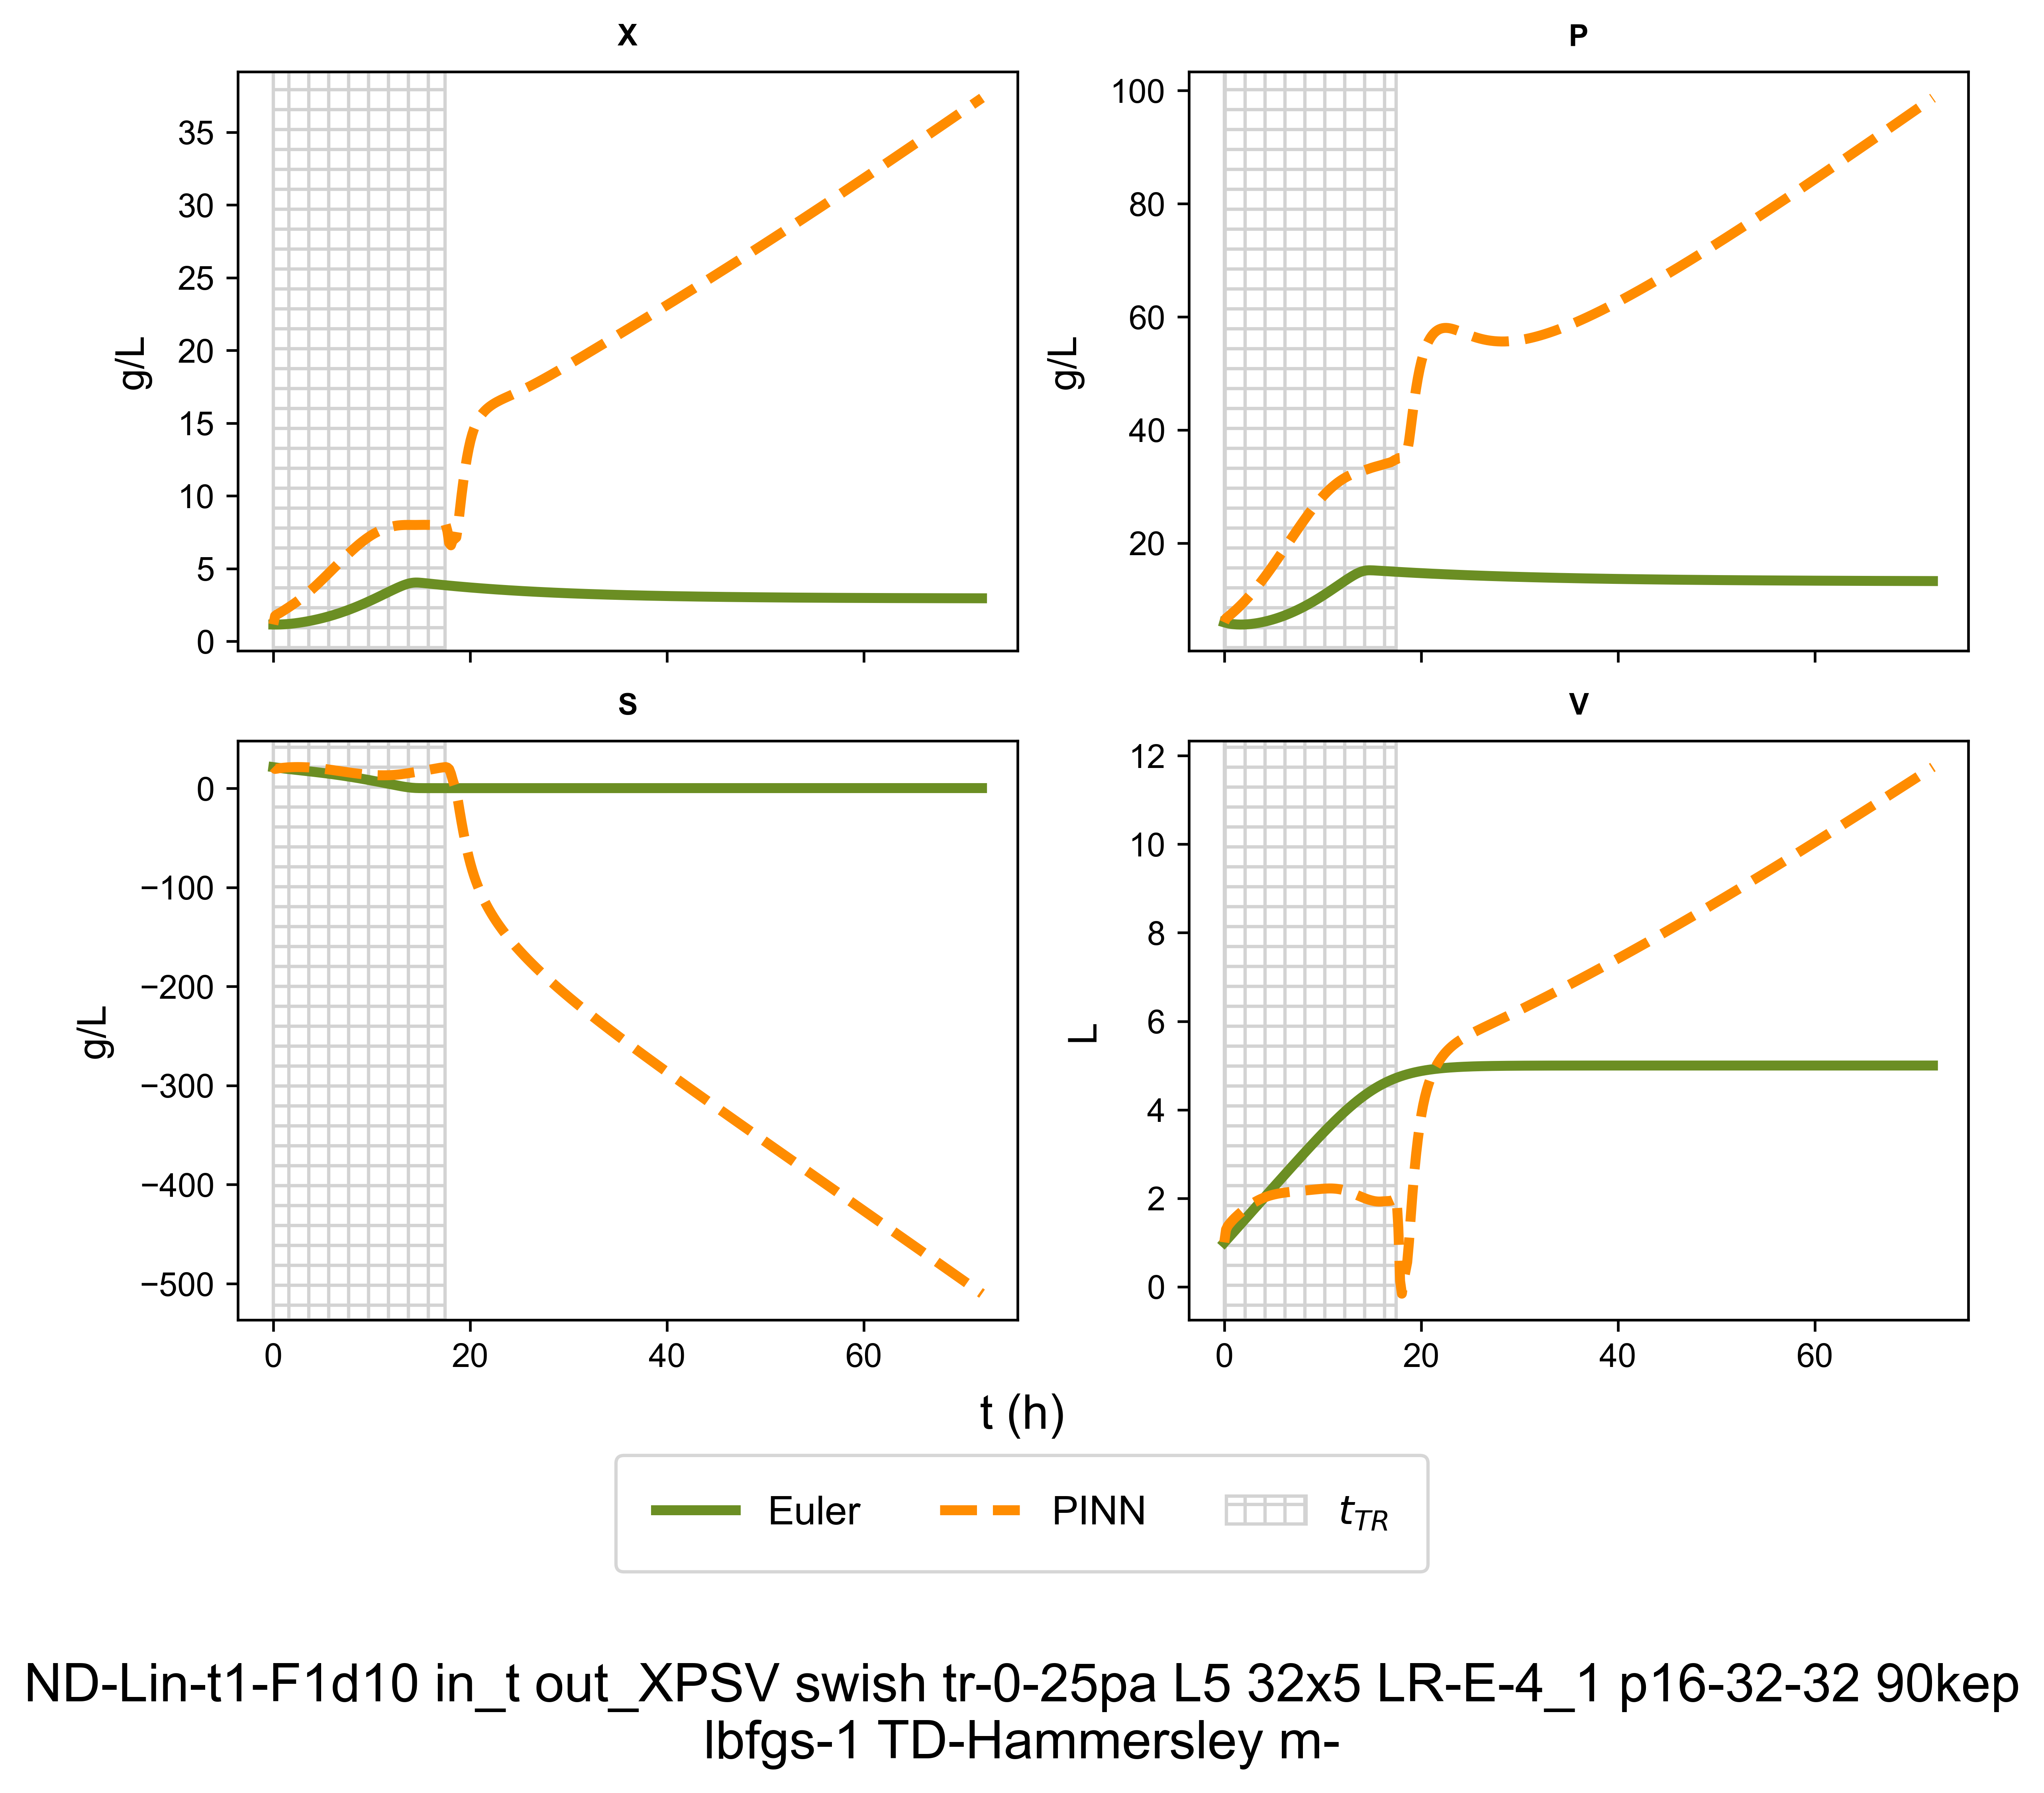 X
P
g/L
35
30
25
20
15
10
5
0
g/L
100
80
60
40
20
S
V
g/L
0
−100
−200
−300
−400
−500
0
20
40
60
L
12
10
8
6
4
2
0
0
20
40
60
t (h)
Euler
PINN
t_{TR}
ND-Lin-t1-F1d10 in_t out_XPSV swish tr-0-25pa L5 32x5 LR-E-4_1 p16-32-32 90kep
lbfgs-1 TD-Hammersley m-